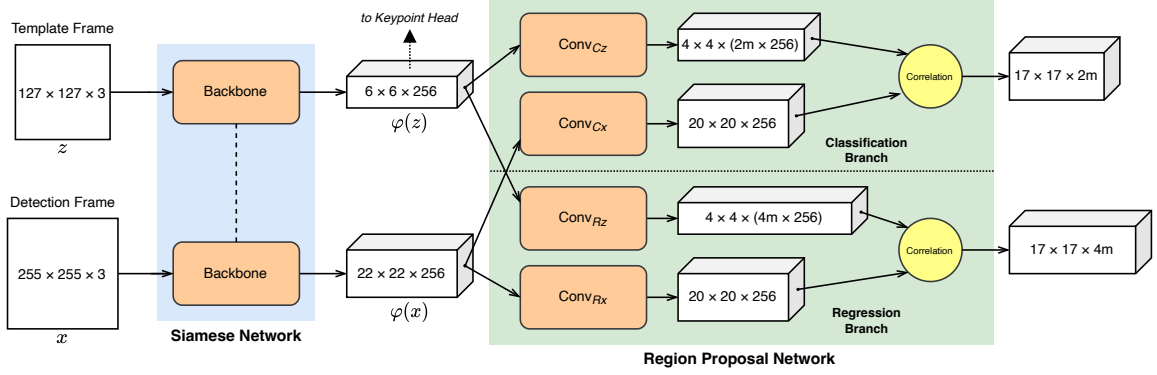 to Keypoint Head
Template Frame
127 × 127 × 3
z
Backbone
6 × 6 × 256
φ(z)
Conv_Cz
4 × 4 × (2m × 256)
Correlation
17 × 17 × 2m
Conv_Cx
20 × 20 × 256
Classification
Branch
Detection Frame
255 × 255 × 3
x
Backbone
Siamese Network
22 × 22 × 256
φ(x)
Conv_Rz
4 × 4 × (4m × 256)
Correlation
17 × 17 × 4m
Conv_Rx
20 × 20 × 256
Regression
Branch
Region Proposal Network